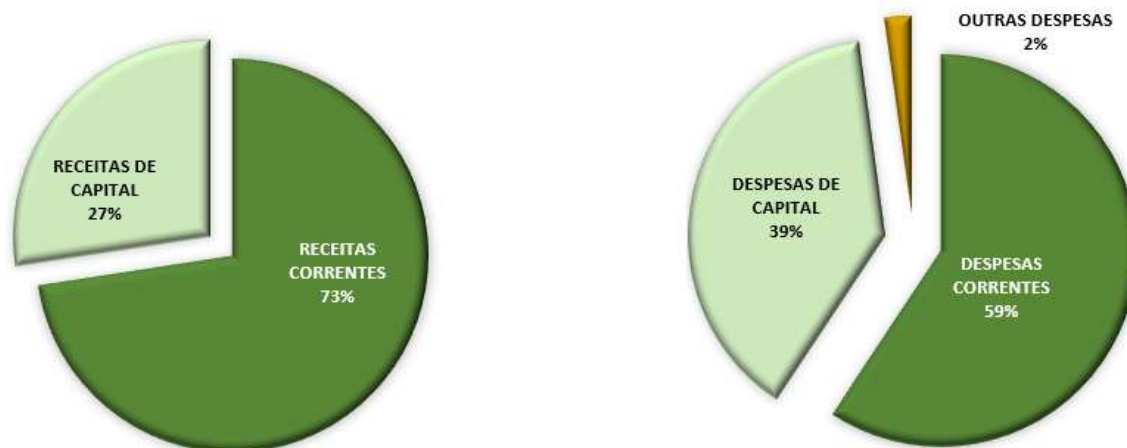 RECEITAS DE
CAPITAL
27%
RECEITAS
CORRENTES
73%
OUTRAS DESPESAS
2%
DESPESAS DE
CAPITAL
39%
DESPESAS
CORRENTES
59%